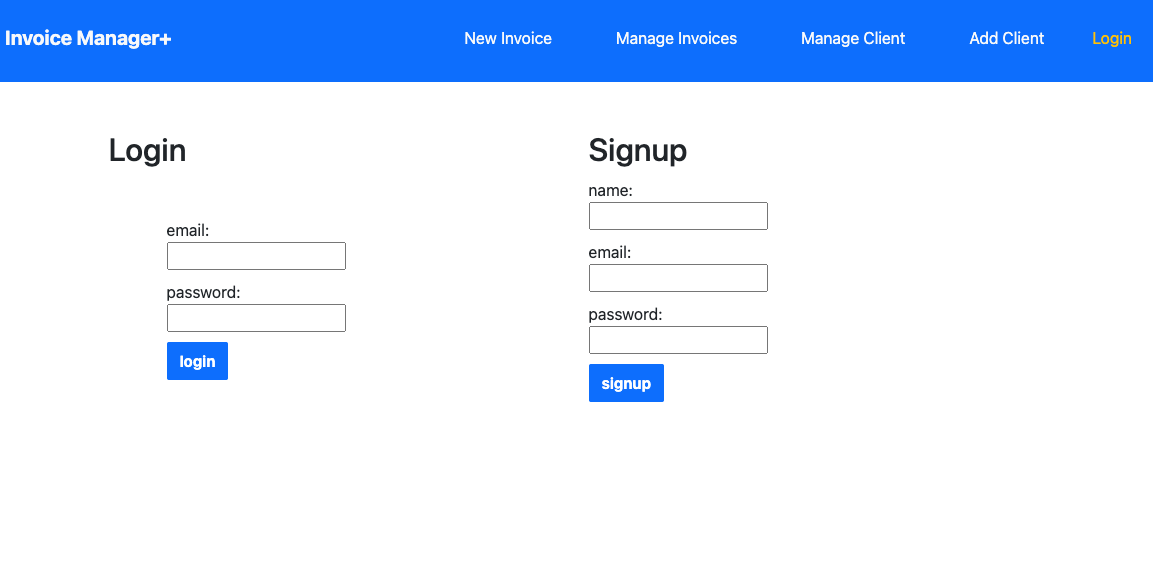 Invoice Manager+
New Invoice
Manage Invoices
Manage Client
Add Client
Login
Login
email:
password:
login
Signup
name:
email:
password:
signup